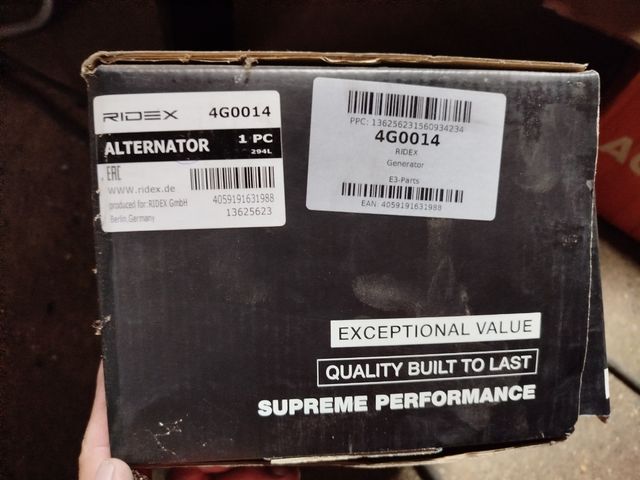 RIDEX 4G0014
ALTERNATOR 1 PC
294L
EAC
www.ridex.de
produced for: RIDEX GmbH
Berlin, Germany
4059191631988
13625623
PPC: 136256231560934234
4G0014
RIDEX
Generator
E3-Parts
EAN: 4059191631988
EXCEPTIONAL VALUE
QUALITY BUILT TO LAST
SUPREME PERFORMANCE